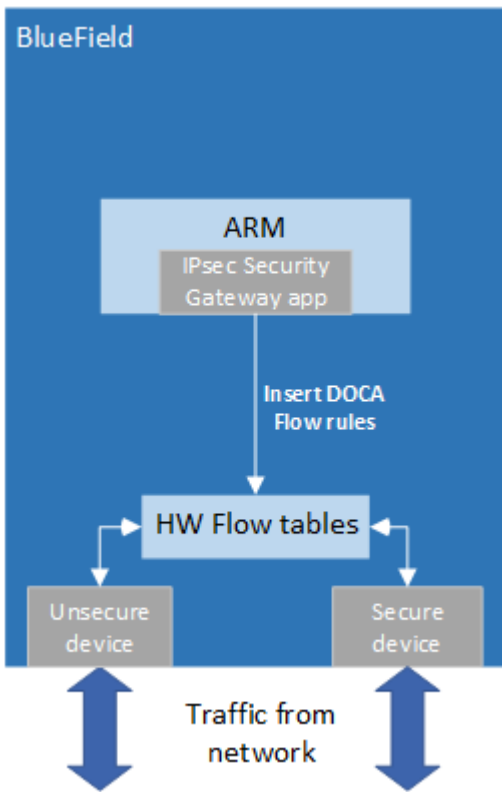 BlueField
ARM
IPsec Security
Gateway app
Insert DOCA
Flow rules
HW Flow tables
Unsecure
device
Secure
device
Traffic from
network